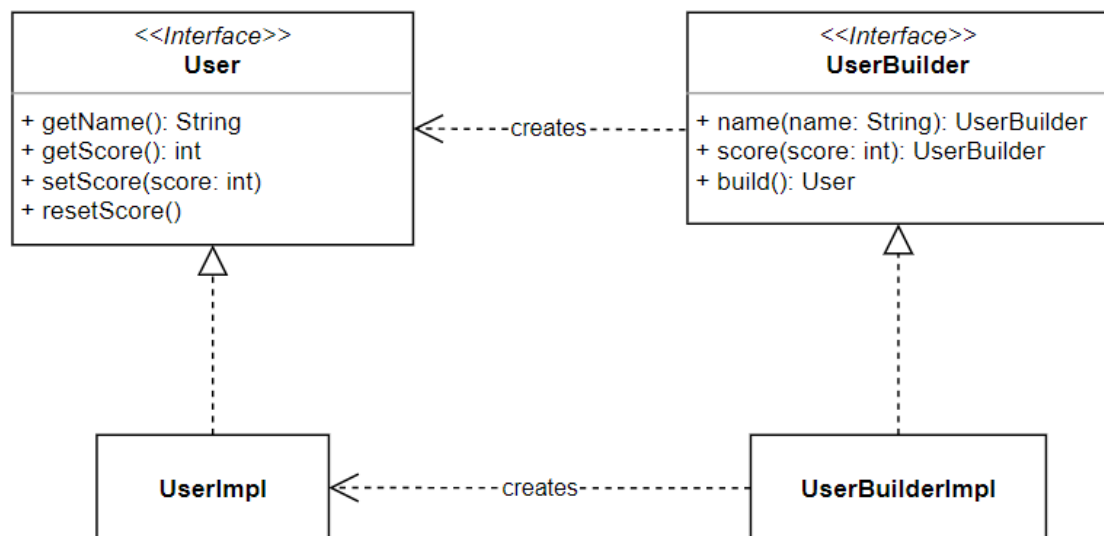 <<Interface>>
User
+ getName(): String
+ getScore(): int
+ setScore(score: int)
+ resetScore()
creates
<<Interface>>
UserBuilder
+ name(name: String): UserBuilder
+ score(score: int): UserBuilder
+ build(): User
UserImpl
creates
UserBuilderImpl